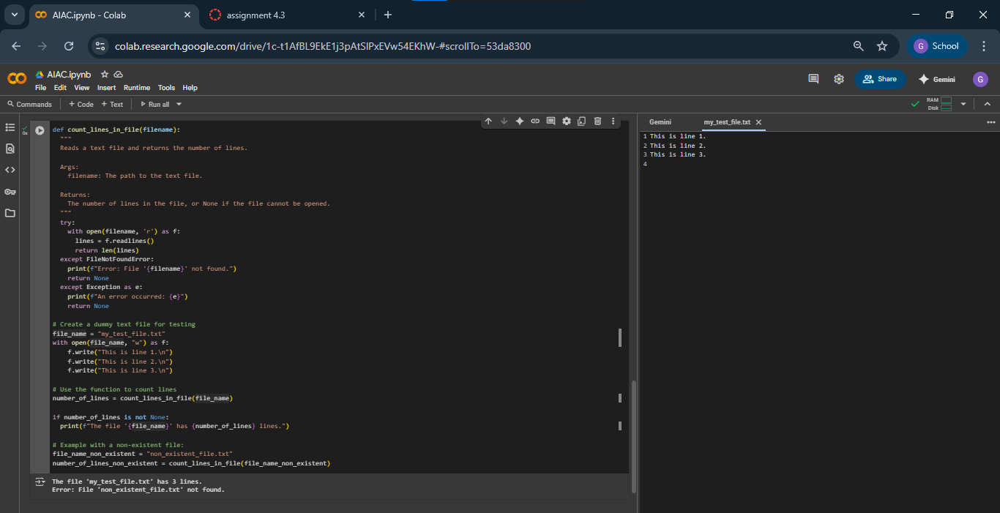 AIAC.ipynb - Colab
assignment 4.3
colab.research.google.com/drive/1c-t1AfBL9EkE1j3pAtSlPxEVw54EKhW-#scrollTo=53da8300
G School
AIAC.ipynb
File Edit View Insert Runtime Tools Help
Share
Gemini
G
Commands + Code + Text Run all
RAM
Disk
0s
def count_lines_in_file(filename):
"""
Reads a text file and returns the number of lines.
Args:
filename: The path to the text file.
Returns:
The number of lines in the file, or None if the file cannot be opened.
"""
try:
with open(filename, 'r') as f:
lines = f.readlines()
return len(lines)
except FileNotFoundError:
print(f"Error: File '{filename}' not found.")
return None
except Exception as e:
print(f"An error occurred: {e}")
return None
# Create a dummy text file for testing
file_name = "my_test_file.txt"
with open(file_name, "w") as f:
f.write("This is line 1.\n")
f.write("This is line 2.\n")
f.write("This is line 3.\n")
# Use the function to count lines
number_of_lines = count_lines_in_file(file_name)
if number_of_lines is not None:
print(f"The file '{file_name}' has {number_of_lines} lines.")
# Example with a non-existent file:
file_name_non_existent = "non_existent_file.txt"
number_of_lines_non_existent = count_lines_in_file(file_name_non_existent)
The file 'my_test_file.txt' has 3 lines.
Error: File 'non_existent_file.txt' not found.
Gemini my_test_file.txt
1 This is line 1.
2 This is line 2.
3 This is line 3.
4